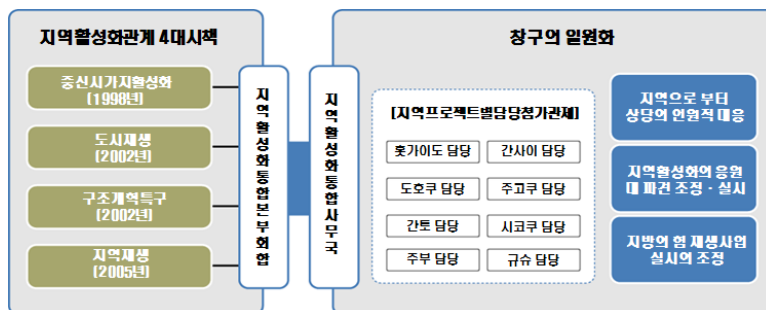 지역활성화관계 4대시책
중신시가지활성화
(1998년)
도시재생
(2002년)
구조개혁특구
(2002년)
지역재생
(2005년)
지역활성화통합본부회합
지역활성화통합사무국
창구의 일원화
[지역프로젝트별담당참가관제]
홋가이도 담당
간사이 담당
도호쿠 담당
주고쿠 담당
간토 담당
시코쿠 담당
주부 담당
규슈 담당
지역으로 부터
상담의 인원적 대응
지역활성화의 응원
대 파견 조정 · 실시
지방의 힘 재생사업
실시의 조정